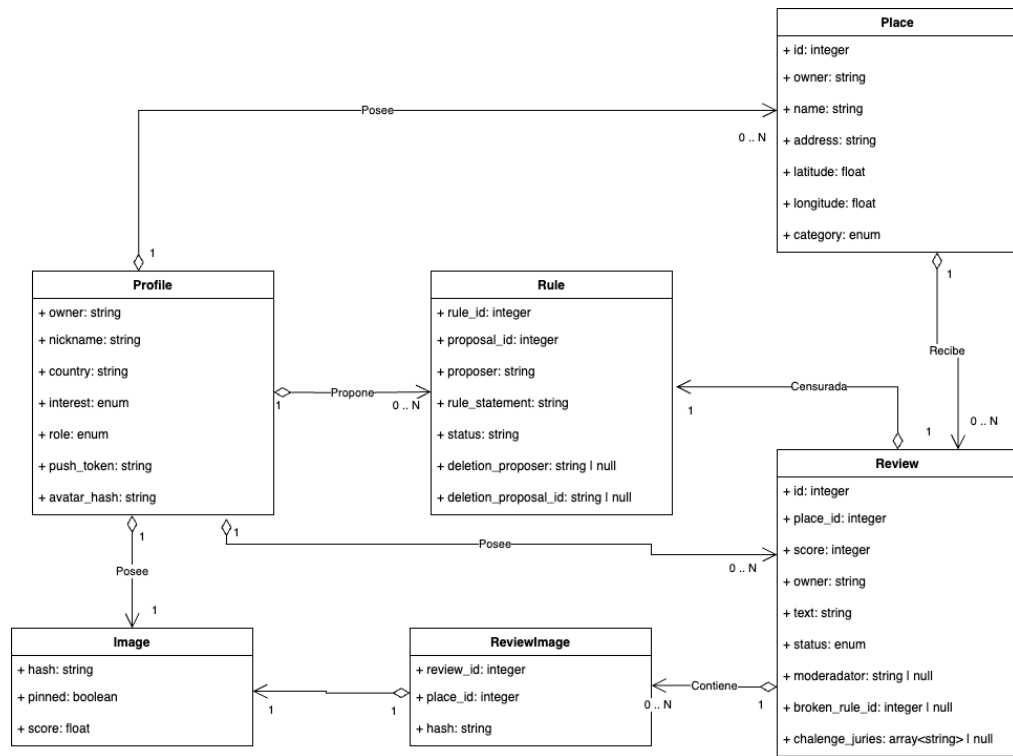 Place
+ id: integer
+ owner: string
+ name: string
+ address: string
+ latitude: float
+ longitude: float
+ category: enum
Posee
0 .. N
1
1
Recibe
0 .. N
Profile
+ owner: string
+ nickname: string
+ country: string
+ interest: enum
+ role: enum
+ push_token: string
+ avatar_hash: string
Propone
1
0 .. N
Rule
+ rule_id: integer
+ proposal_id: integer
+ proposer: string
+ rule_statement: string
+ status: string
+ deletion_proposer: string | null
+ deletion_proposal_id: string | null
Censurada
1
1
Review
+ id: integer
+ place_id: integer
+ score: integer
+ owner: string
+ text: string
+ status: enum
+ moderadator: string | null
+ broken_rule_id: integer | null
+ chalenge_juries: array<string> | null
1
Posee
0 .. N
1
Posee
1
Image
+ hash: string
+ pinned: boolean
+ score: float
1
1
ReviewImage
+ review_id: integer
+ place_id: integer
+ hash: string
Contiene
0 .. N
1